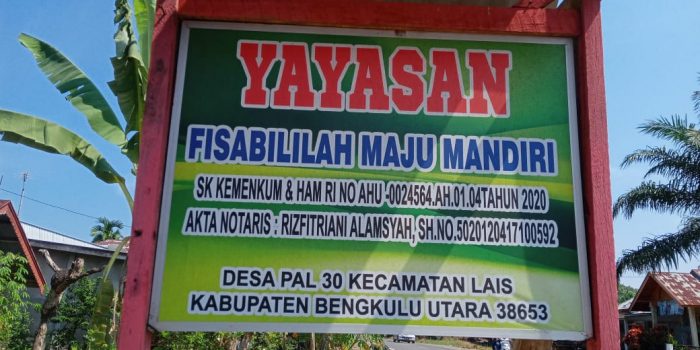 YAYASAN
FISABILILAH MAJU MANDIRI
SK KEMENKUM & HAM RI NO AHU -0024564.AH.01.04TAHUN 2020
AKTA NOTARIS : RIZFITRIANI ALAMSYAH, SH.NO.5020120417100592
DESA PAL 30 KECAMATAN LAIS
KABUPATEN BENGKULU UTARA 38653